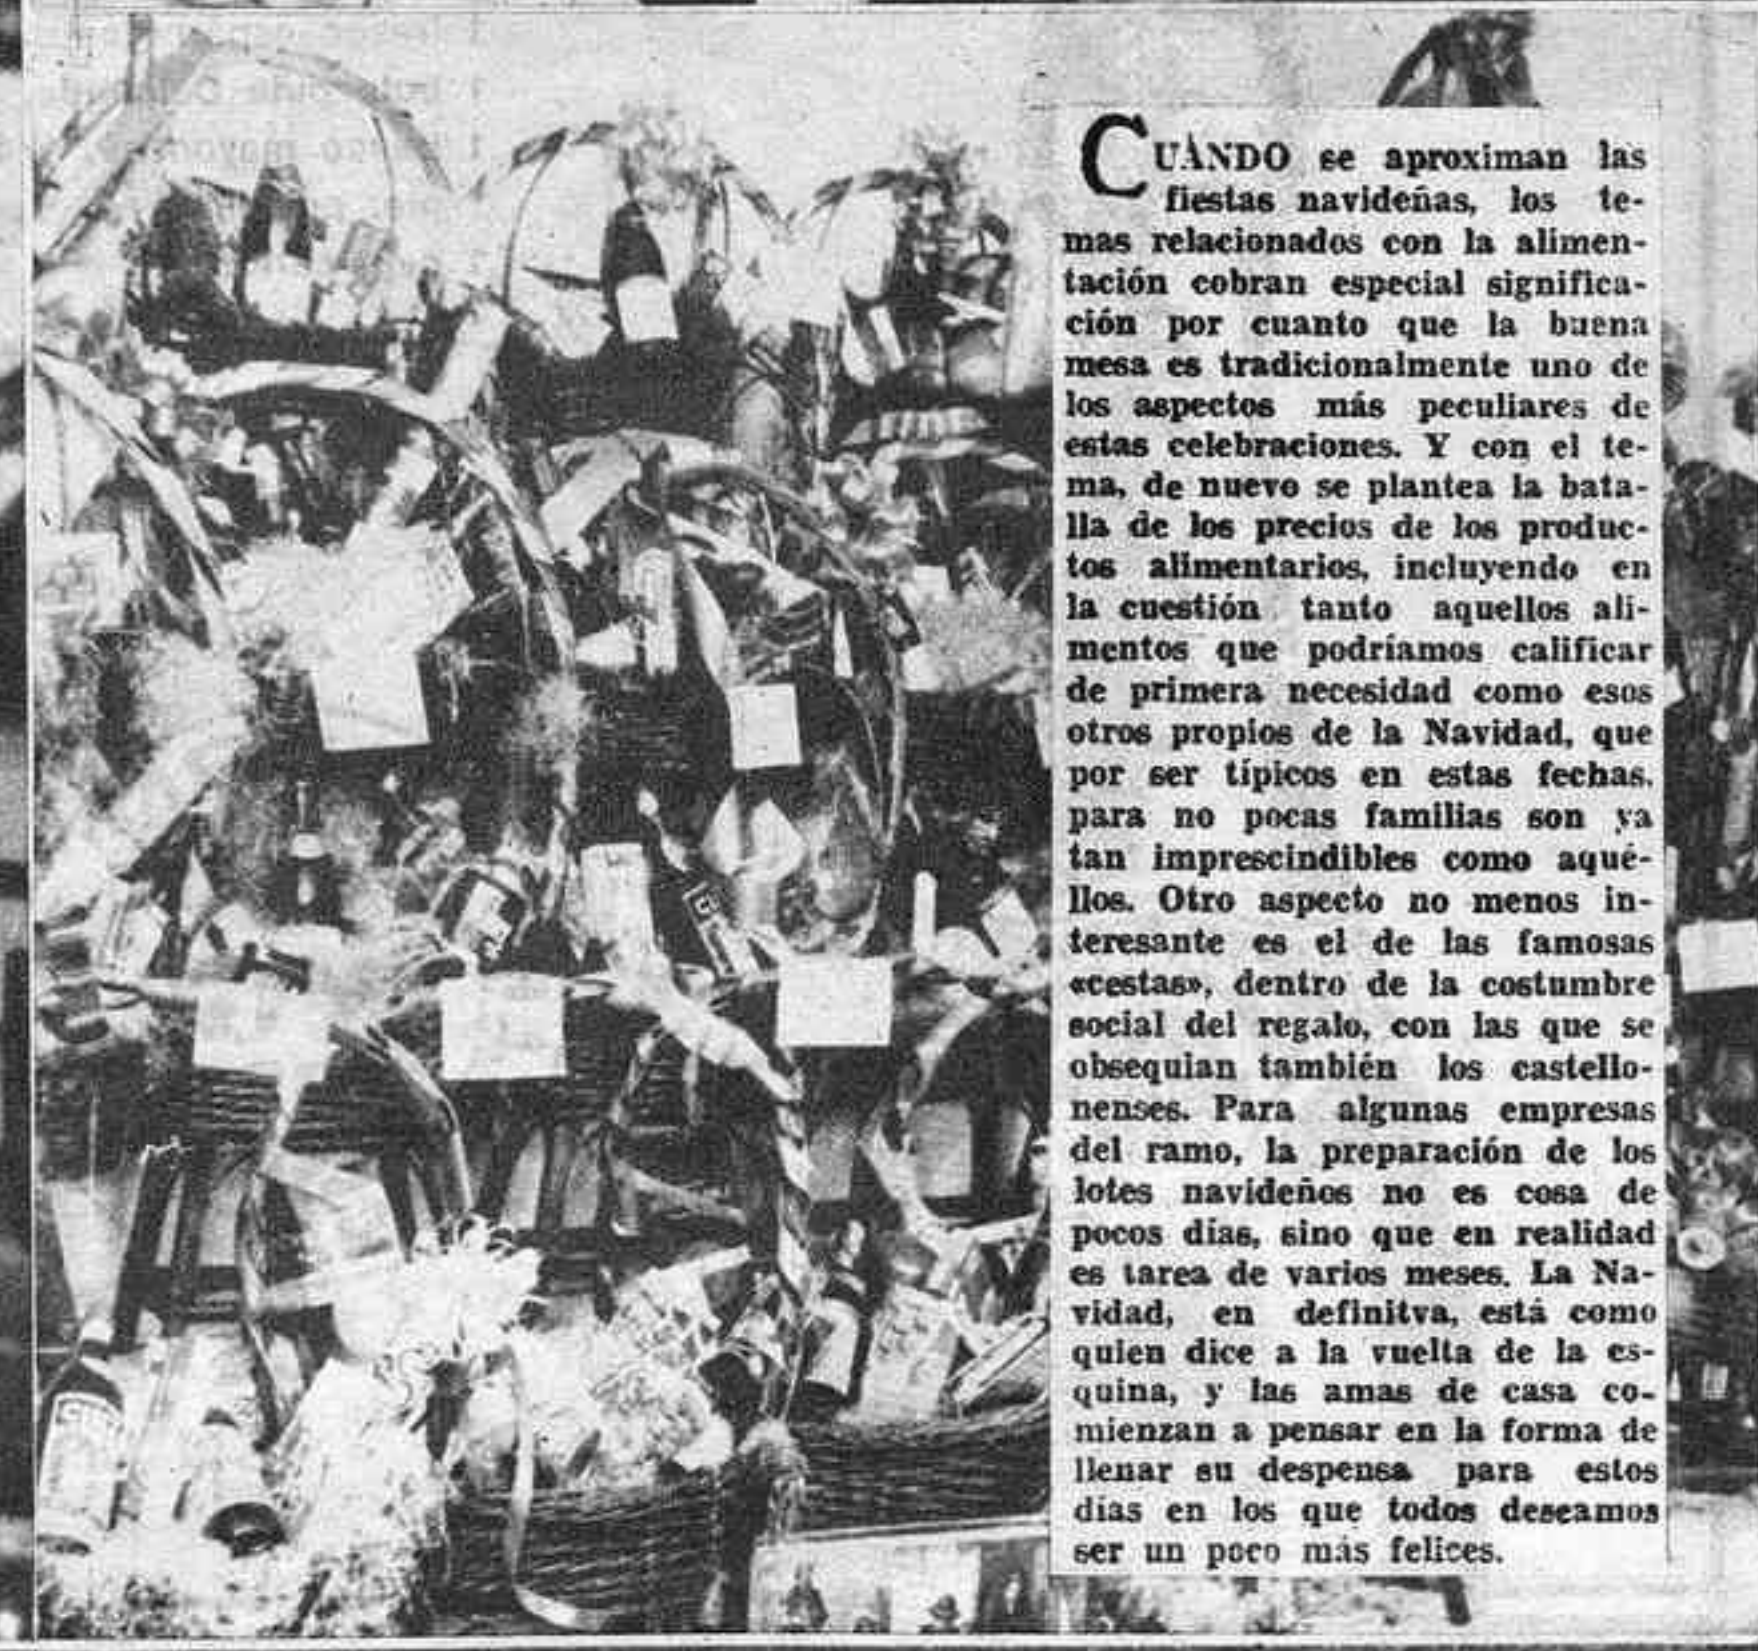 CUANDO se aproximan las
fiestas navideñas, los te-
mas relacionados con la alimen-
tación cobran especial significa-
ción por cuanto que la buena
mesa es tradicionalmente uno de
los aspectos más peculiares de
estas celebraciones. Y con el te-
ma, de nuevo se plantea la bata-
lla de los precios de los produc-
tos alimentarios, incluyendo en
la cuestión tanto aquellos ali-
mentos que podríamos calificar
de primera necesidad como esos
otros propios de la Navidad, que
por ser típicos en estas fechas,
para no pocas familias son ya
tan imprescindibles como aqué-
llos. Otro aspecto no menos in-
teresante es el de las famosas
«cestas», dentro de la costumbre
social del regalo, con las que se
obsequian también los castello-
nenses. Para algunas empresas
del ramo, la preparación de los
lotes navideños no es cosa de
pocos días, sino que en realidad
es tarea de varios meses. La Na-
vidad, en definitva, está como
quien dice a la vuelta de la es-
quina, y las amas de casa co-
mienzan a pensar en la forma de
llenar su despensa para estos
días en los que todos deseamos
ser un poco más felices.